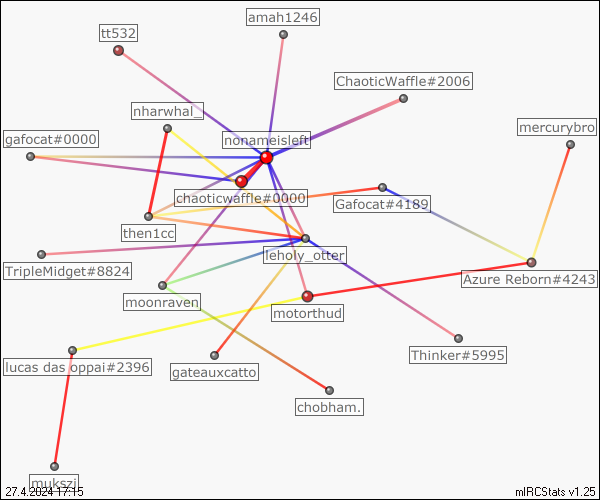 amah1246
tt532
ChaoticWaffle#2006
nharwhal_
mercurybro
gafocat#0000
nonameisleft
chaoticwaffle#0000
Gafocat#4189
then1cc
leholy_otter
TripleMidget#8824
Azure Reborn#4243
moonraven
motorthud
Thinker#5995
lucas das oppai#2396
gateauxcatto
chobham.
mukszi
27.4.2024 17:15
mIRCStats v1.25